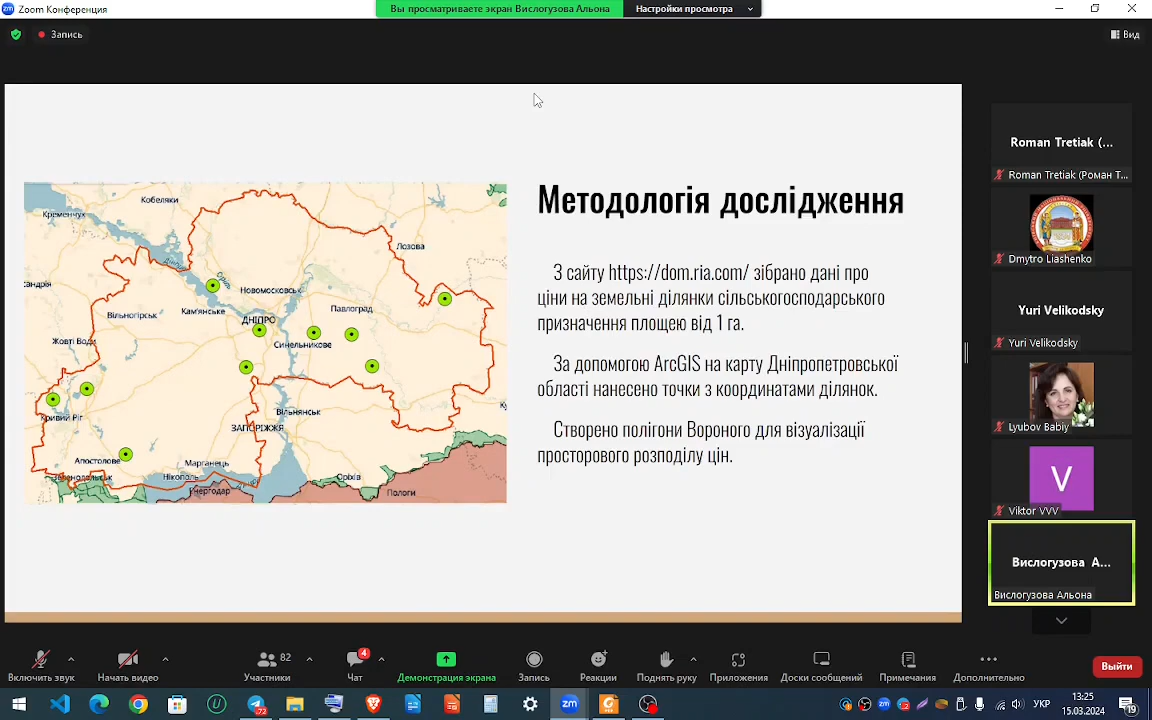 Zoom Конференция
Вы просматриваете экран Вислогузова Альона
Настройки просмотра
Запись
Вид
Методологія дослідження
З сайту https://dom.ria.com/ зібрано дані про
ціни на земельні ділянки сільськогосподарського
призначення площею від 1 га.
За допомогою ArcGIS на карту Дніпропетровської
області нанесено точки з координатами ділянок.
Створено полігони Вороного для візуалізації
просторового розподілу цін.
Кобеляки
Кременчук
Лозова
Дніпро
Оріль
сандрія
Новомосковськ
Кам'янське
Вільногірськ
Павлоград
ДНІПРО
Жовті Води
Синельникове
Вільнянськ
Кривий Ріг
ЗАПОРІЖЖЯ
Апостолове
Марганець
Зеленодольськ
Нікополь
Оріхів
Енергодар
Пологи
Roman Tretiak (...
Roman Tretiak (Роман Т...
Dmytro Liashenko
Yuri Velikodsky
Yuri Velikodsky
Lyubov Babiy
V
Viktor VVV
Вислогузова А...
Вислогузова Альона
Включить звук
Начать видео
82
Участники
4
Чат
Демонстрация экрана
Запись
Реакции
Поднять руку
Приложения
Доски сообщений
Примечания
Дополнительно
Выйти
УКР
13:25
15.03.2024
19